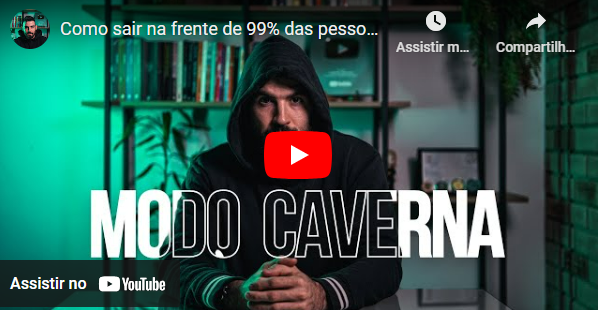 Como sair na frente de 99% das pesso...
Assistir m...
Compartilh...
MODO CAVERNA
Assistir no YouTube